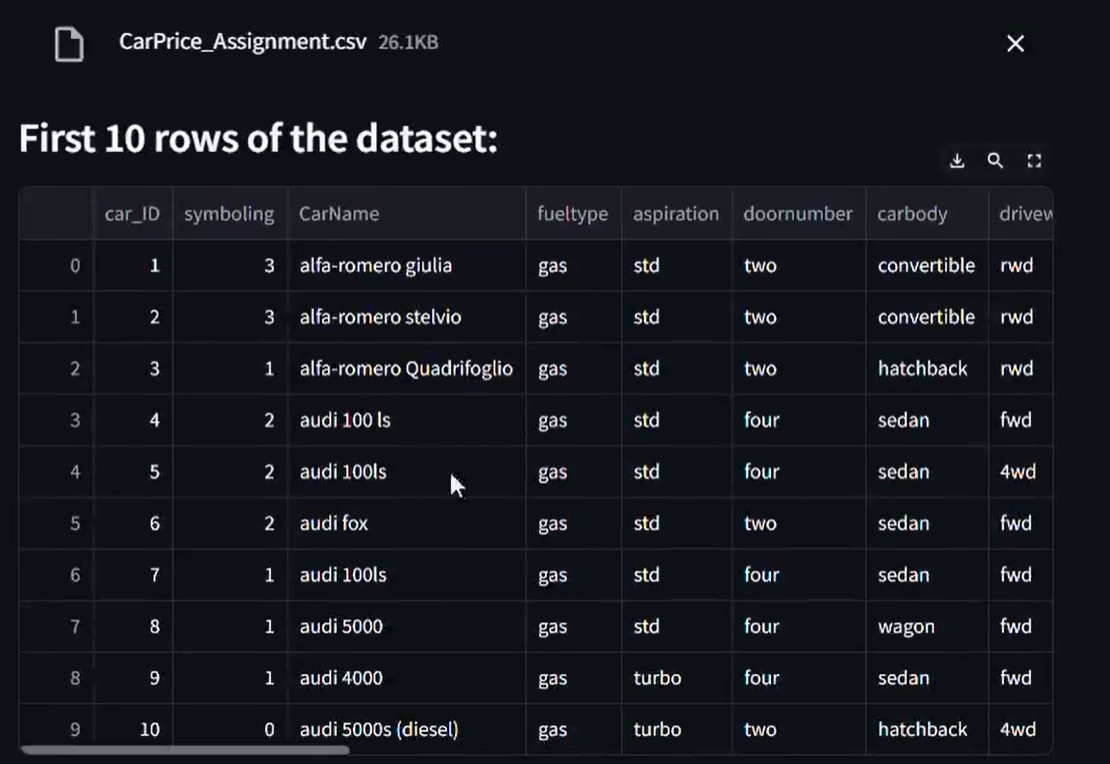 CarPrice_Assignment.csv 26.1KB
First 10 rows of the dataset:
car_ID symboling CarName fueltype aspiration doornumber carbody drivew
0 1 3 alfa-romero giulia gas std two convertible rwd
1 2 3 alfa-romero stelvio gas std two convertible rwd
2 3 1 alfa-romero Quadrifoglio gas std two hatchback rwd
3 4 2 audi 100 ls gas std four sedan fwd
4 5 2 audi 100ls gas std four sedan 4wd
5 6 2 audi fox gas std two sedan fwd
6 7 1 audi 100ls gas std four sedan fwd
7 8 1 audi 5000 gas std four wagon fwd
8 9 1 audi 4000 gas turbo four sedan fwd
9 10 0 audi 5000s (diesel) gas turbo two hatchback 4wd